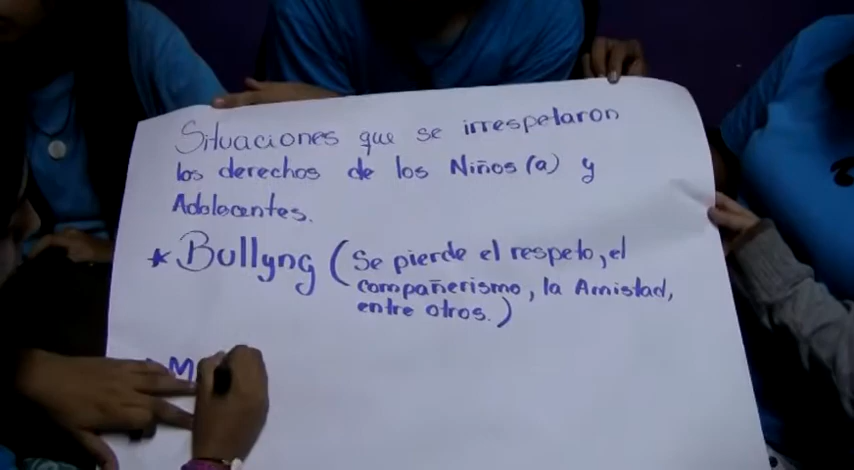 Situaciones que se irrespetaron
los derechos de los Niños(a) y
Adolecentes.
* Bullyng (Se pierde el respeto, el
compañerismo, la Amistad,
entre otros.)
M